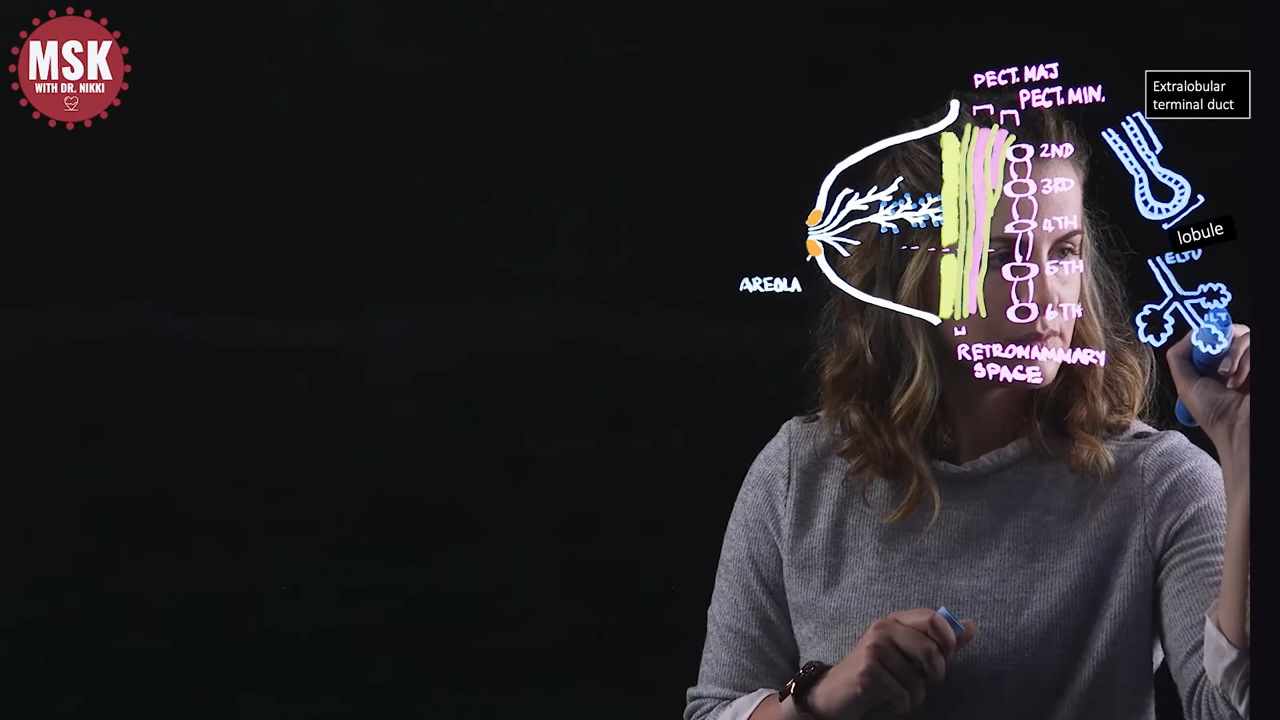 MSK
WITH DR. NIKKI
PECT. MAJ
PECT. MIN.
Extralobular
terminal duct
2ND
3RD
4TH
5TH
6TH
lobule
ELTD
ILT
AREOLA
RETROMAMMARY
SPACE